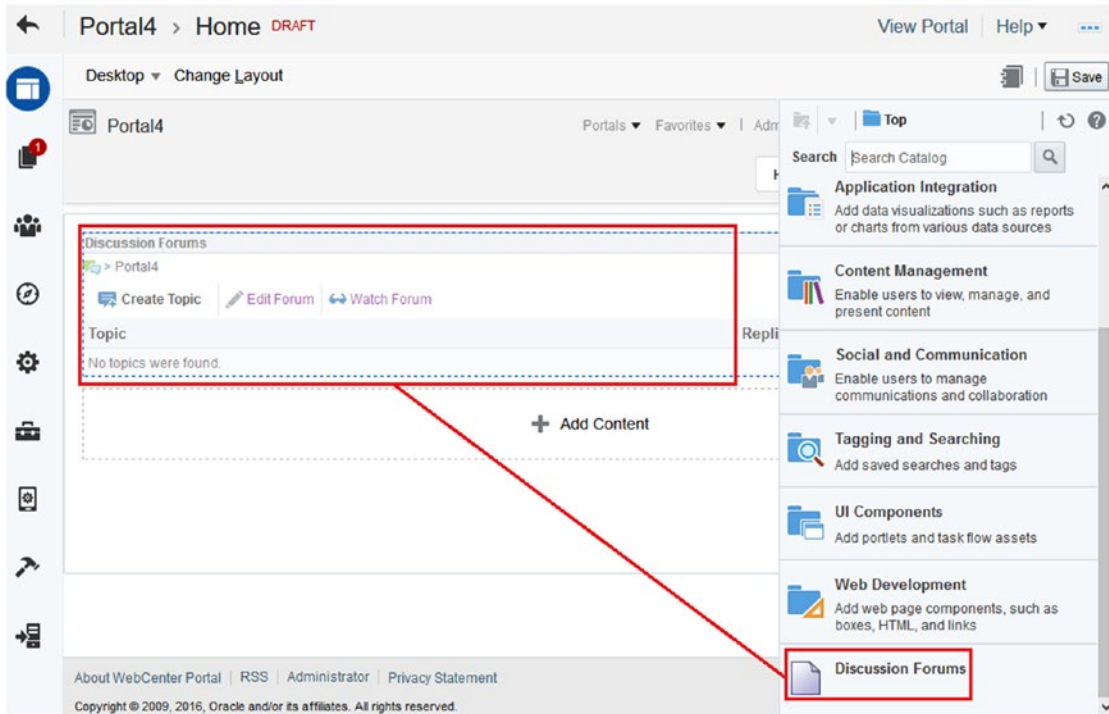 Portal4 > Home DRAFT
View Portal
Help
Desktop
Change Layout
Save
1
Portal4
Portals
Favorites
Discussion Forums
> Portal4
Create Topic
Edit Forum
Watch Forum
Topic
No topics were found.
Add Content
Top
Search
Search Catalog
Application Integration
Add data visualizations such as reports
or charts from various data sources
Content Management
Enable users to view, manage, and
present content
Social and Communication
Enable users to manage
communications and collaboration
Tagging and Searching
Add saved searches and tags
UI Components
Add portlets and task flow assets
Web Development
Add web page components, such as
boxes, HTML, and links
Discussion Forums
About WebCenter Portal | RSS | Administrator | Privacy Statement
Copyright © 2009, 2016, Oracle and/or its affiliates. All rights reserved.